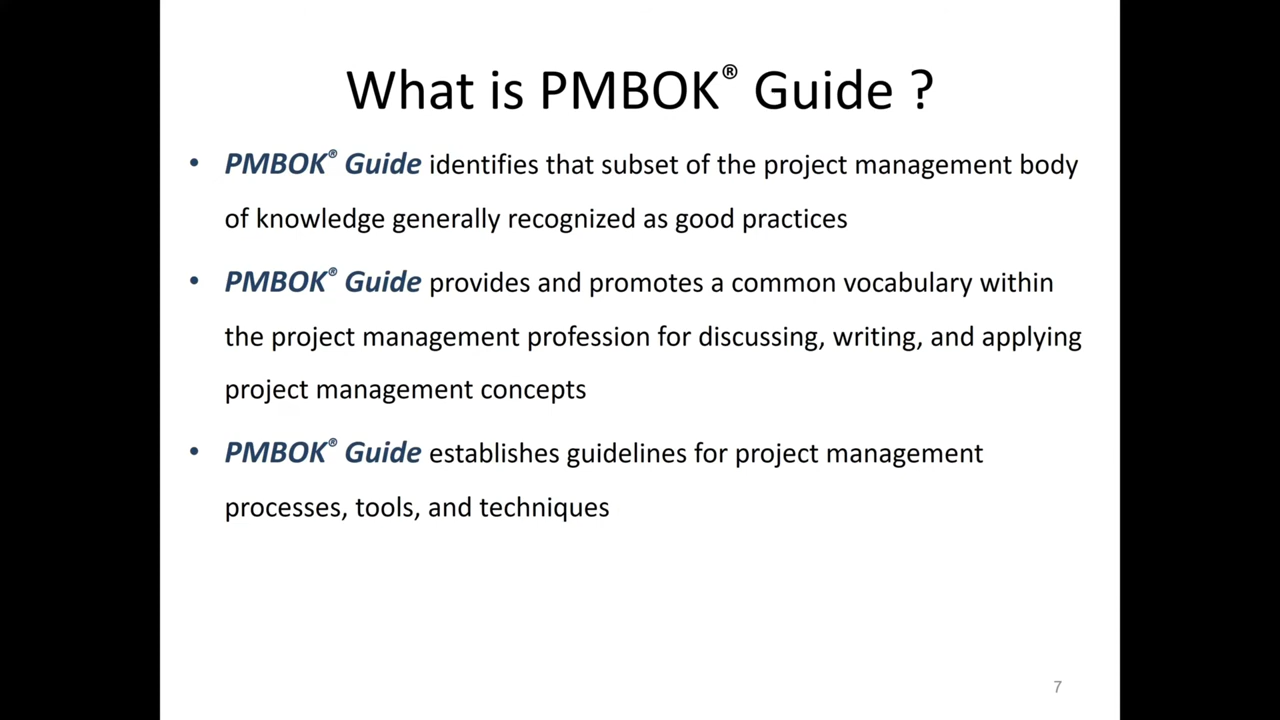 What is PMBOK® Guide ?
• PMBOK® Guide identifies that subset of the project management body
of knowledge generally recognized as good practices
• PMBOK® Guide provides and promotes a common vocabulary within
the project management profession for discussing, writing, and applying
project management concepts
• PMBOK® Guide establishes guidelines for project management
processes, tools, and techniques
7